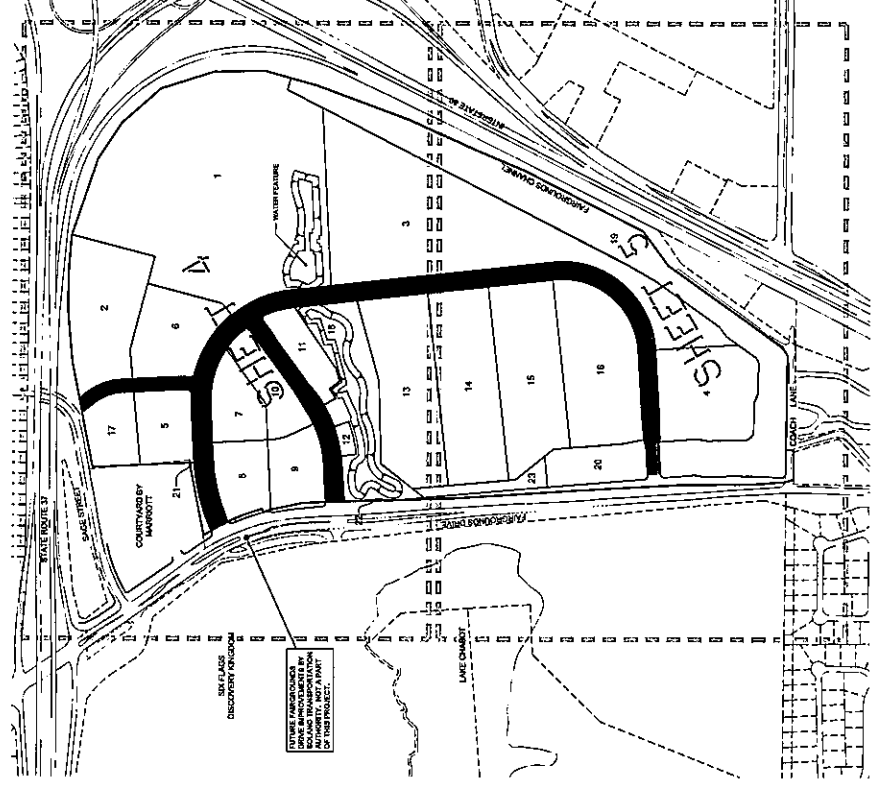 STATE ROUTE 37
SAGE STREET
COURTYARD BY
MARRIOTT
21
17
5
2
6
1
SHEET 4
7
10
8
9
11
12
18
WATER FEATURE
3
INTERSTATE 80
FAIRGROUNDS CHANNEL
22
13
14
15
16
23
20
19
SHEET 5
4
FAIRGROUNDS DRIVE
COACH LANE
SIX FLAGS
DISCOVERY KINGDOM
FUTURE FAIRGROUNDS
DRIVE IMPROVEMENTS BY
SOLANO TRANSPORTATION
AUTHORITY. NOT A PART
OF THIS PROJECT.
LAKE CHABOT